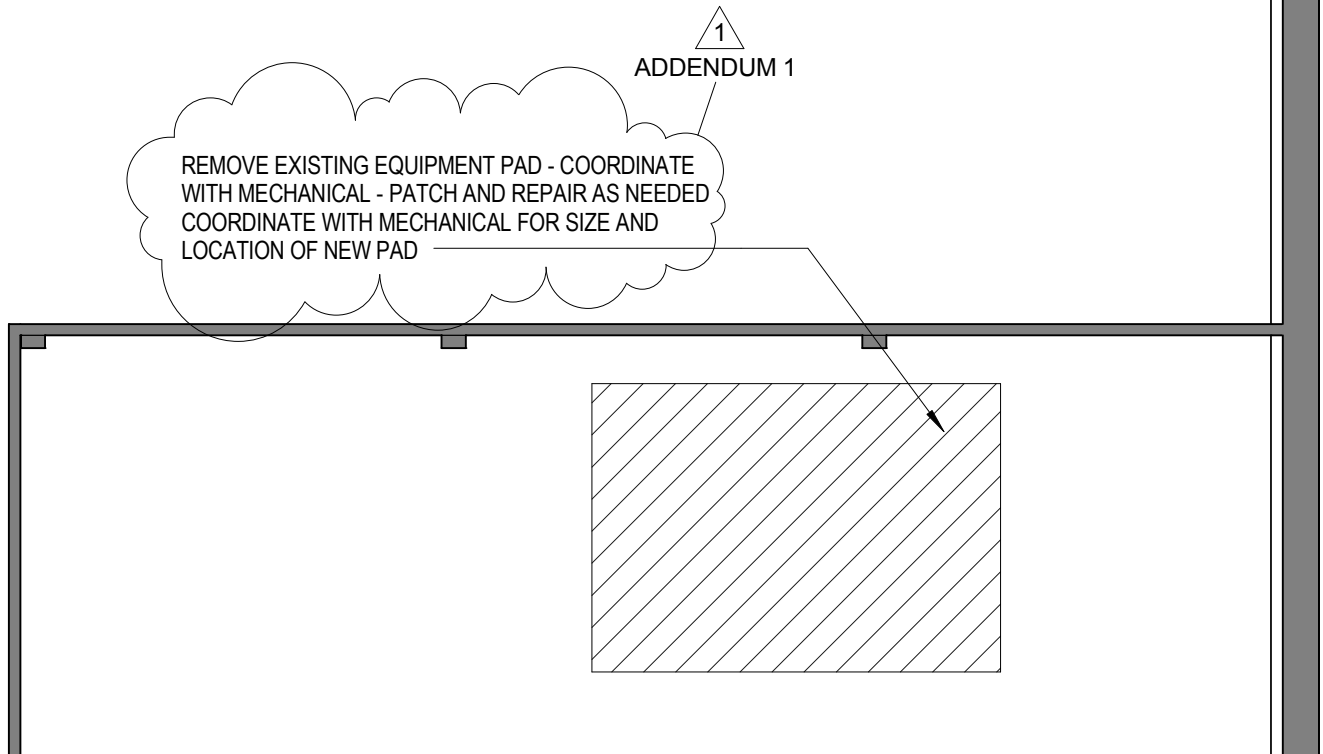 1
ADDENDUM 1
REMOVE EXISTING EQUIPMENT PAD - COORDINATE
WITH MECHANICAL - PATCH AND REPAIR AS NEEDED
COORDINATE WITH MECHANICAL FOR SIZE AND
LOCATION OF NEW PAD